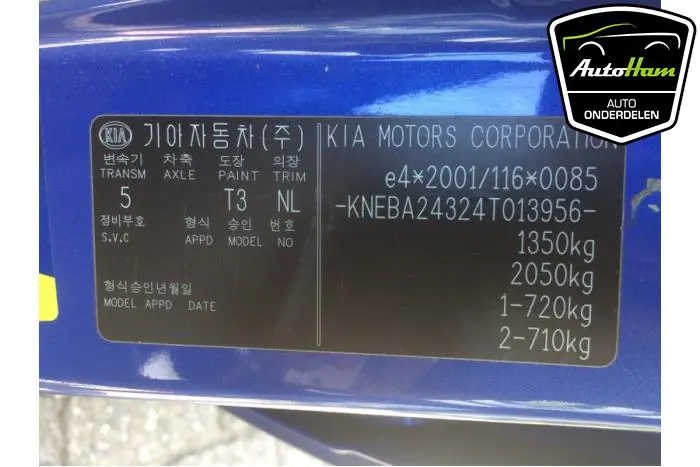 AutoHam
AUTO
ONDERDELEN
KIA 기아자동차(주)
변속기 차축 도장 의장
TRANSM AXLE PAINT TRIM
5 T3 NL
정비부호 형식 승인 번호
S.V.C APPD MODEL NO
형식승인년월일
MODEL APPD DATE
KIA MOTORS CORPORATION
e4*2001/116*0085
-KNEBA24324T013956-
1350kg
2050kg
1-720kg
2-710kg